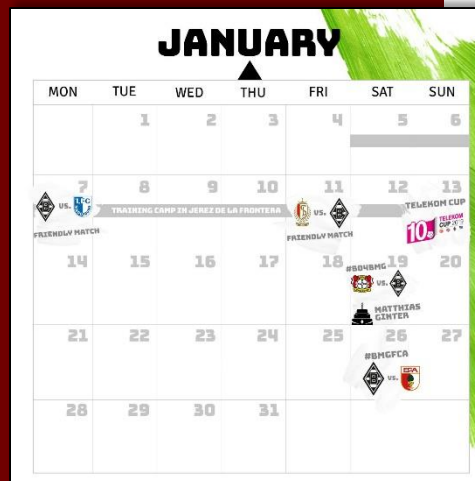 JANUARY
MON TUE WED THU FRI SAT SUN
1 2 3 4 5 6
7 8 9 10 11 12 13
VS.
TRAINING CAMP IN JEREZ DE LA FRONTERA
VS.
TELEKOM CUP
10. TELEKOM
CUP
FRIENDLY MATCH
FRIENDLY MATCH
14 15 16 17 18 19 20
#B04BMG
VS.
MATTHIAS
GINTER
21 22 23 24 25 26 27
#BMGFCA
VS.
FCA
28 29 30 31